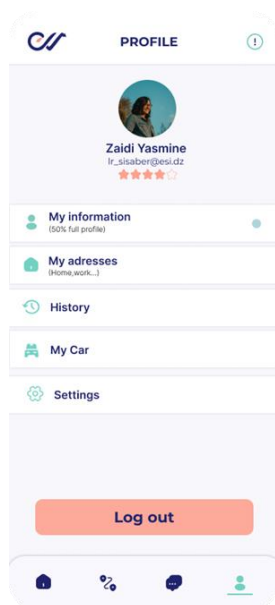 PROFILE
Zaidi Yasmine
lr_sisaber@esi.dz
My information
(50% full profile)
My adresses
(Home,work...)
History
My Car
Settings
Log out